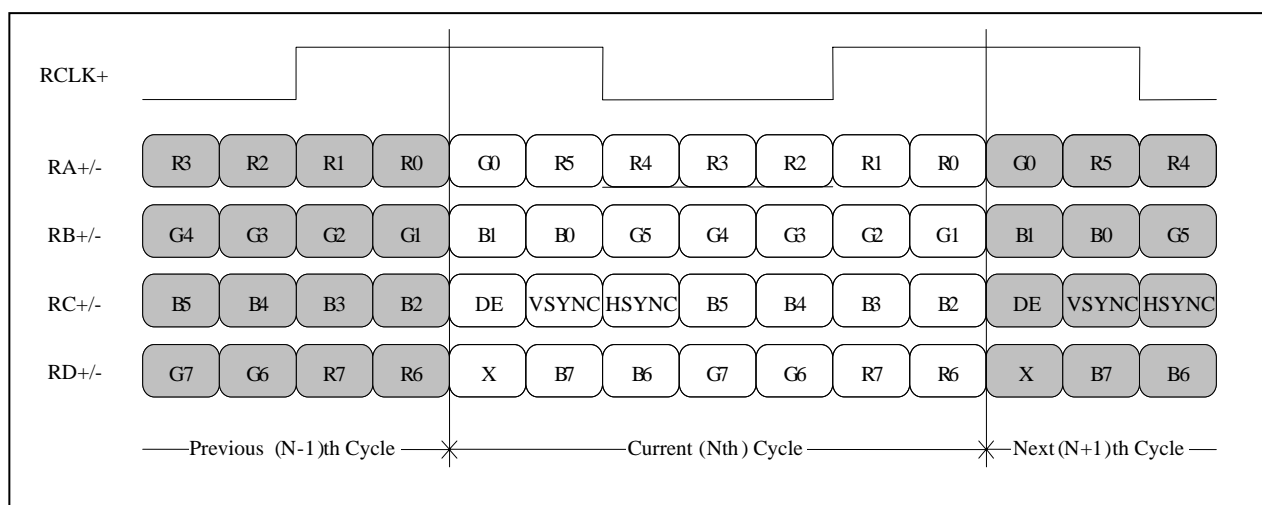 RCLK+
RA+/- R3 R2 R1 R0 G0 R5 R4 R3 R2 R1 R0 G0 R5 R4
RB+/- G4 G3 G2 G1 B1 B0 G5 G4 G3 G2 G1 B1 B0 G5
RC+/- B5 B4 B3 B2 DE VSYNC HSYNC B5 B4 B3 B2 DE VSYNC HSYNC
RD+/- G7 G6 R7 R6 X B7 B6 G7 G6 R7 R6 X B7 B6
Previous (N-1)th Cycle Current (Nth) Cycle Next (N+1)th Cycle